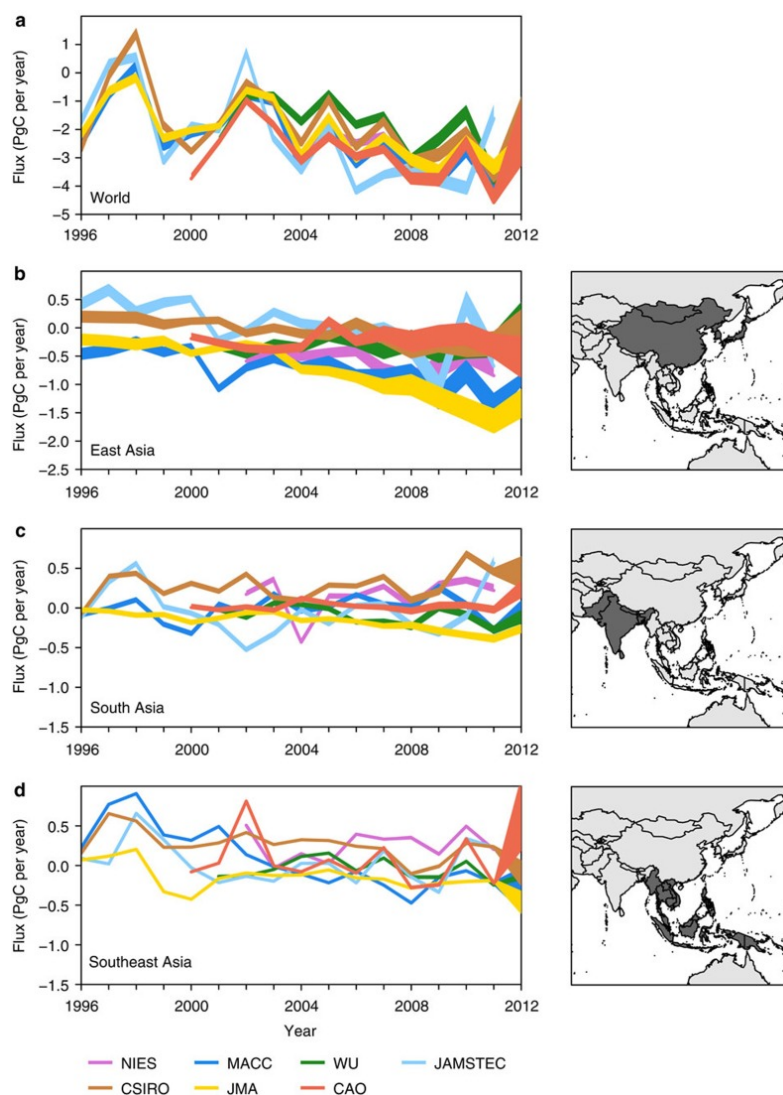 a
1
0
−1
−2
−3
−4
−5
Flux (PgC per year)
World
1996 2000 2004 2008 2012
b
0.5
0.0
−0.5
−1.0
−1.5
−2.0
−2.5
Flux (PgC per year)
East Asia
1996 2000 2004 2008 2012
c
0.5
0.0
−0.5
−1.0
−1.5
Flux (PgC per year)
South Asia
1996 2000 2004 2008 2012
d
0.5
0.0
−0.5
−1.0
−1.5
Flux (PgC per year)
Southeast Asia
1996 2000 2004 2008 2012
Year
NIES MACC WU JAMSTEC
CSIRO JMA CAO